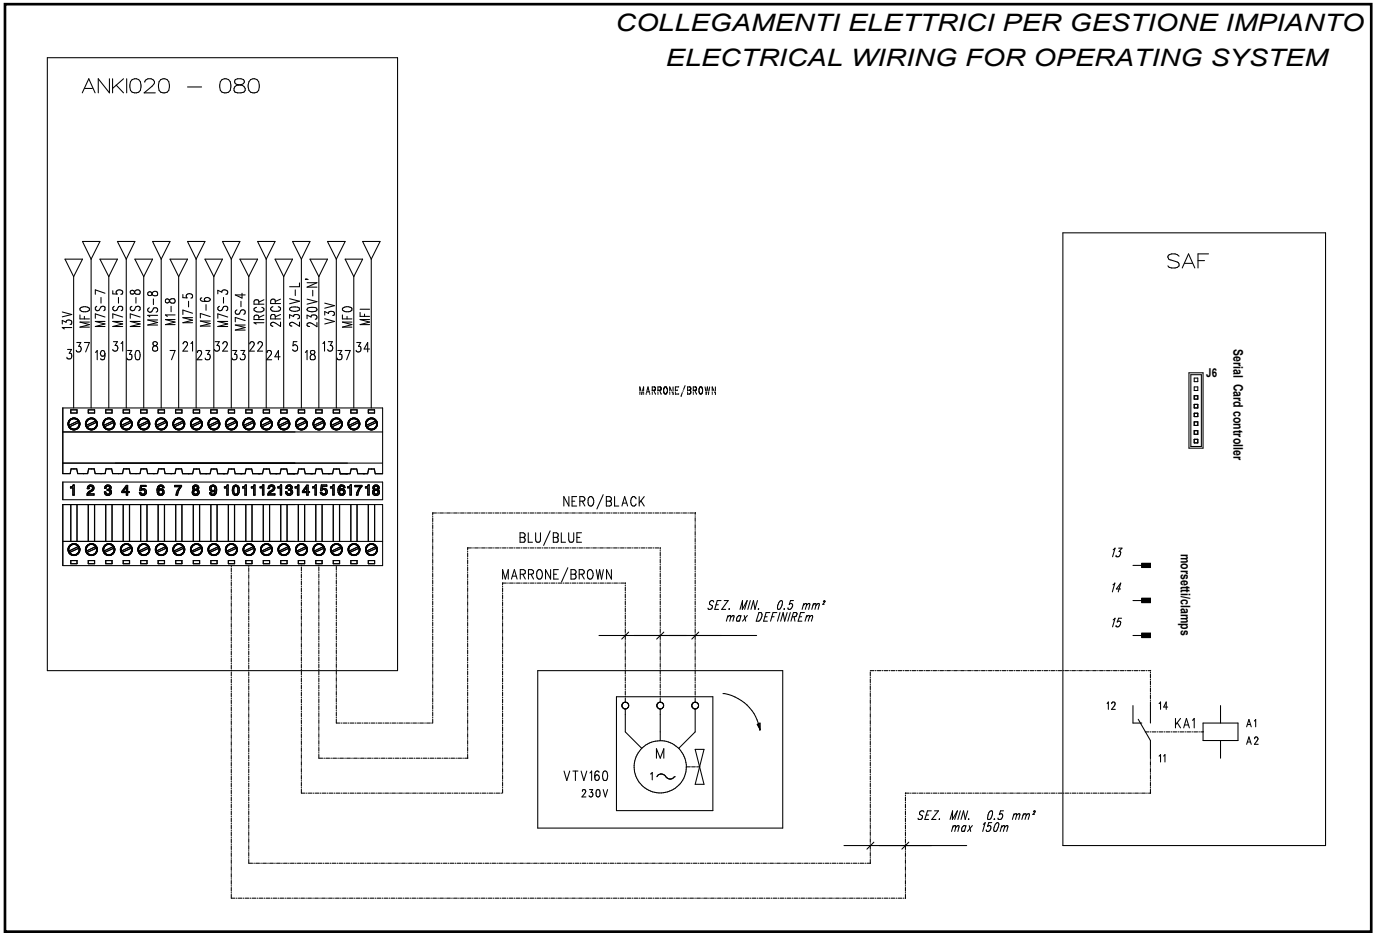 COLLEGAMENTI ELETTRICI PER GESTIONE IMPIANTO
ELECTRICAL WIRING FOR OPERATING SYSTEM
ANKI020 - 080
13V
MFO
M7S-7
M7S-5
M7S-8
M1S-8
M1-8
M7-5
M7-6
M7S-3
M7S-4
1RCR
2RCR
230V-L
230V-N'
V3V
MFO
MFI
3 37 19 31 30 8 7 21 23 32 33 22 24 5 18 13 37 34
1 2 3 4 5 6 7 8 9 10 11 12 13 14 15 16 17 18
MARRONE/BROWN
NERO/BLACK
BLU/BLUE
MARRONE/BROWN
SEZ. MIN. 0.5 mm²
max DEFINIREm
M
1~
VTV160
230V
SEZ. MIN. 0.5 mm²
max 150m
SAF
J6
Serial Card controller
13
14
15
morsetti/clamps
12
14
KA1
11
A1
A2